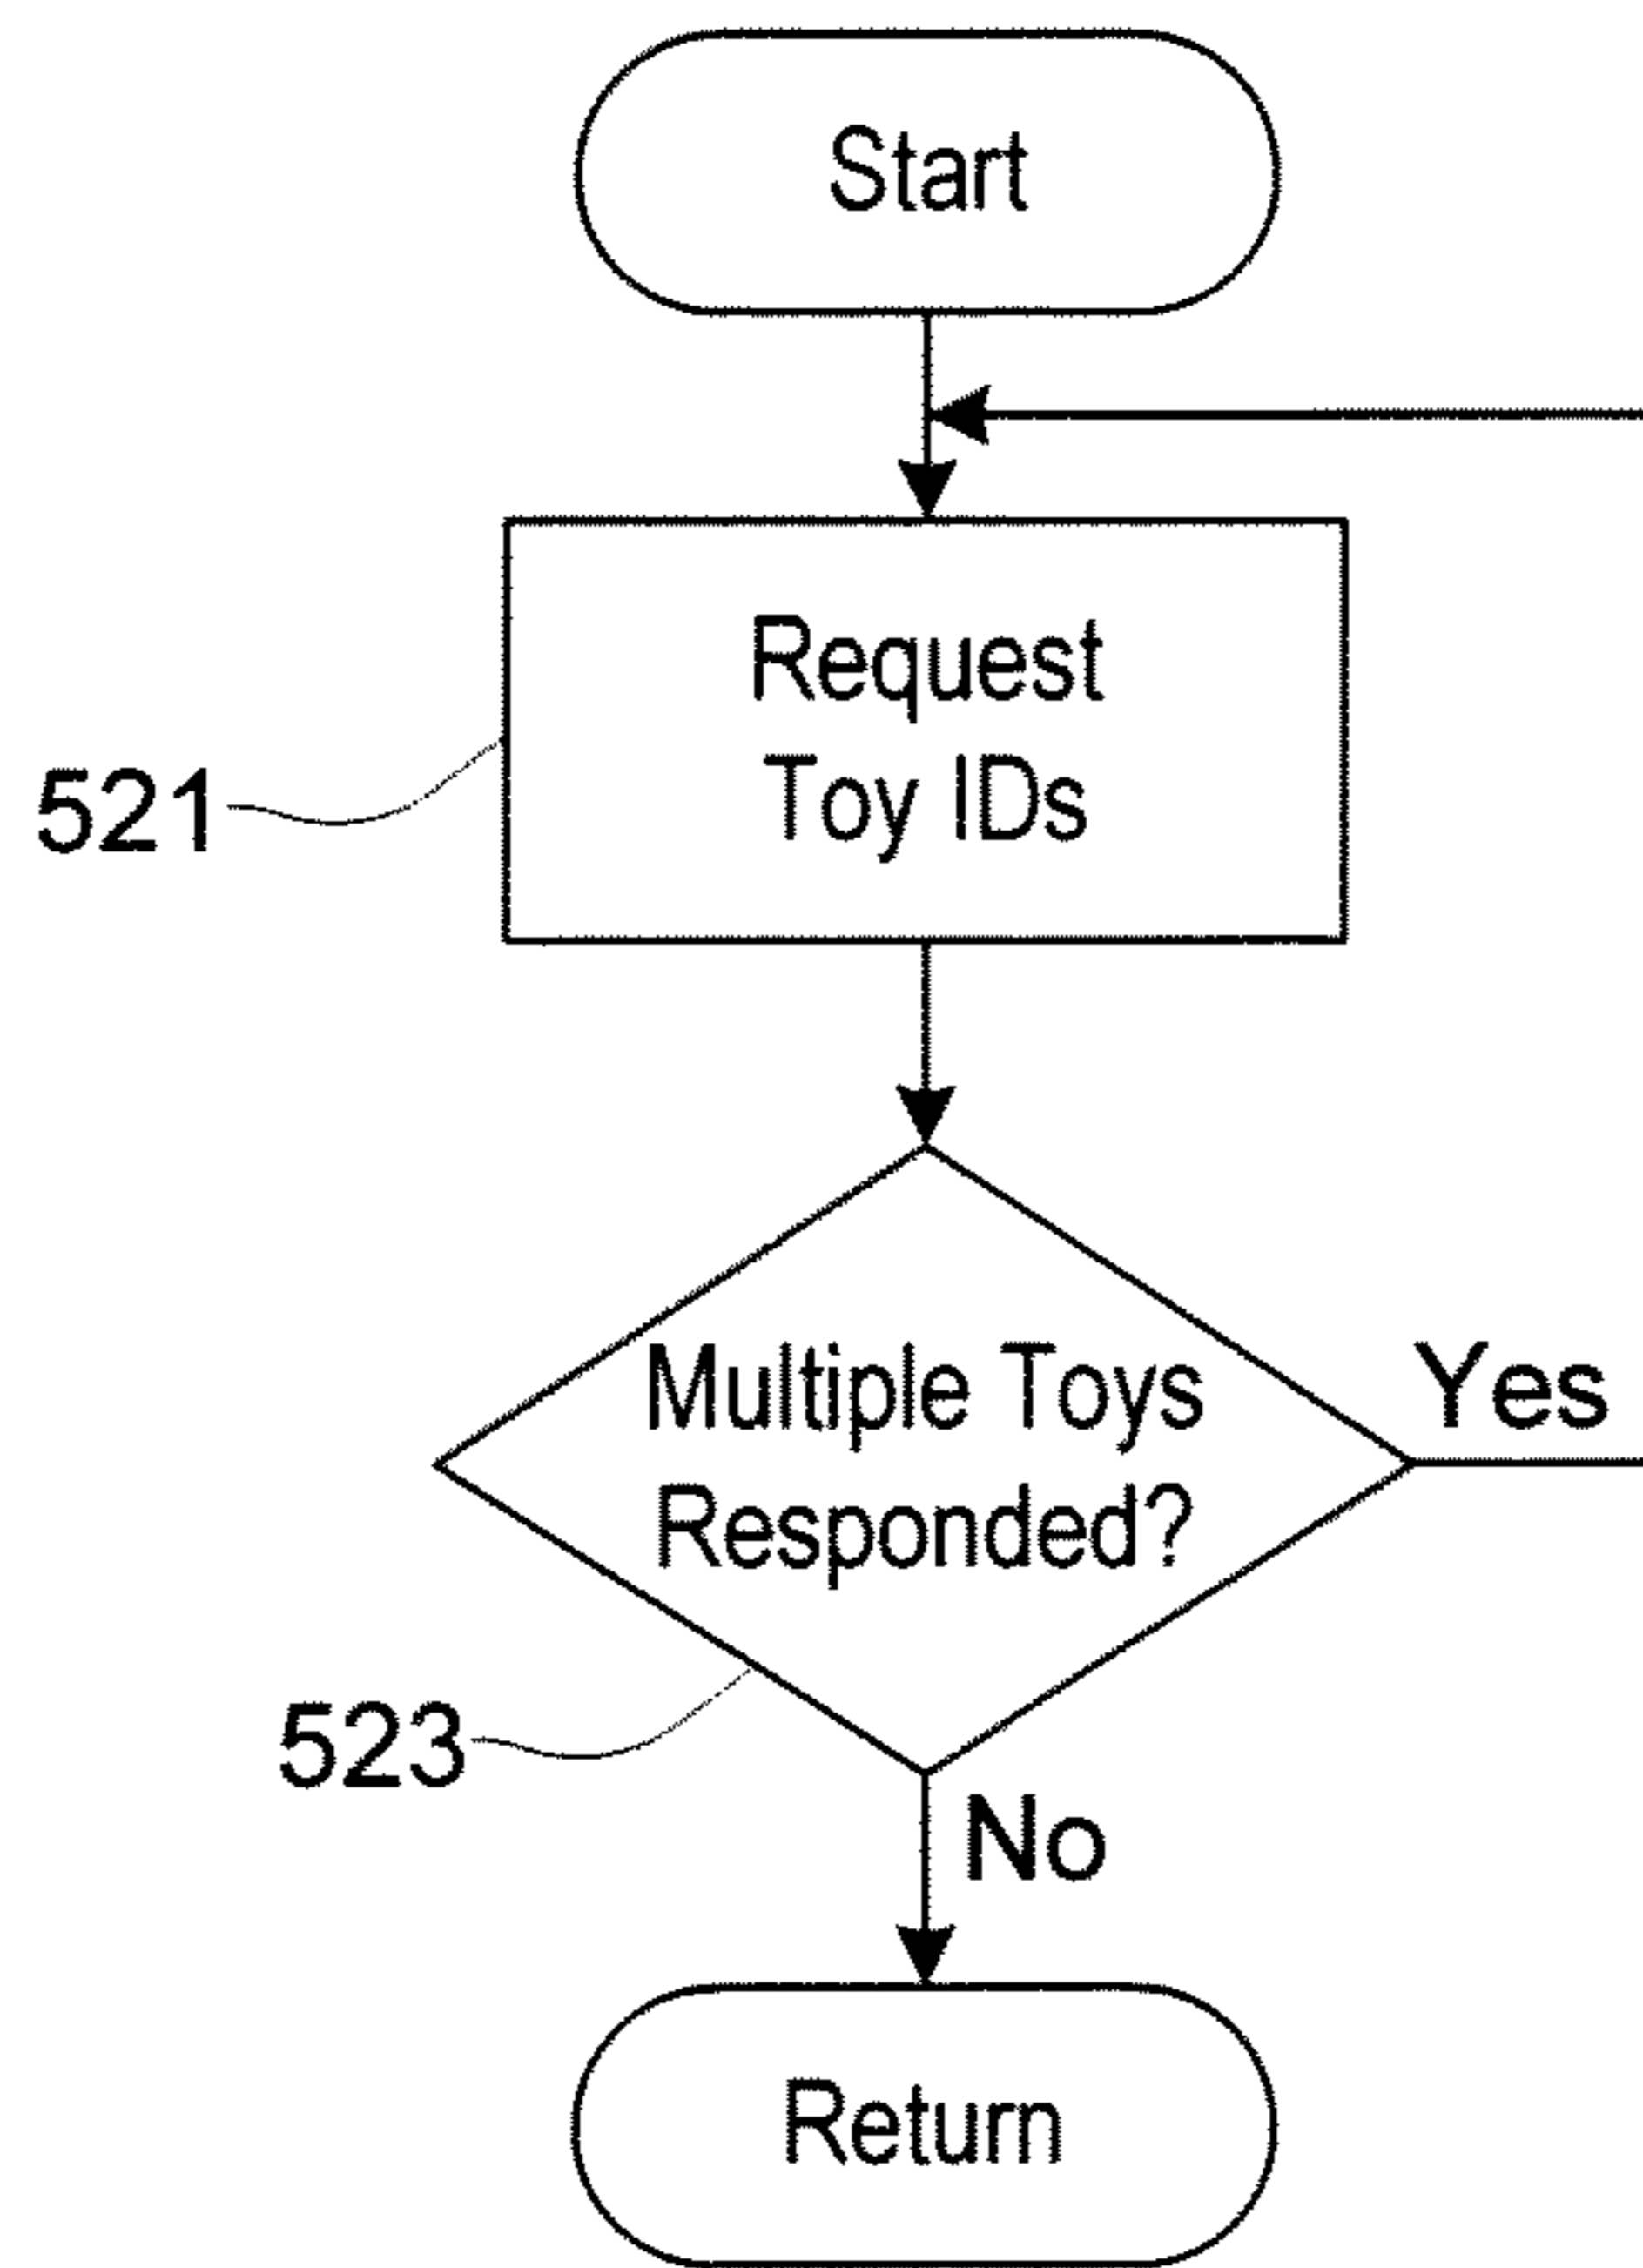 Start
Request
Toy IDs
521
Multiple Toys
Responded?
Yes
523
No
Return